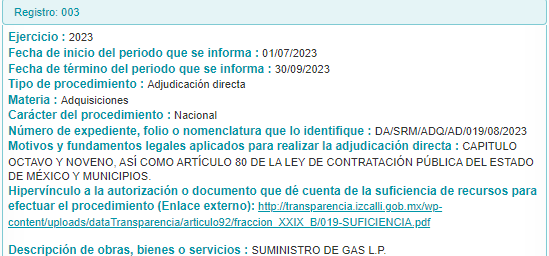 Registro: 003
Ejercicio : 2023
Fecha de inicio del periodo que se informa : 01/07/2023
Fecha de término del periodo que se informa : 30/09/2023
Tipo de procedimiento : Adjudicación directa
Materia : Adquisiciones
Carácter del procedimiento : Nacional
Número de expediente, folio o nomenclatura que lo identifique : DA/SRM/ADQ/AD/019/08/2023
Motivos y fundamentos legales aplicados para realizar la adjudicación directa : CAPITULO
OCTAVO Y NOVENO, ASÍ COMO ARTÍCULO 80 DE LA LEY DE CONTRATACIÓN PÚBLICA DEL ESTADO
DE MÉXICO Y MUNICIPIOS.
Hipervínculo a la autorización o documento que dé cuenta de la suficiencia de recursos para
efectuar el procedimiento (Enlace externo): http://transparencia.izcalli.gob.mx/wp-
content/uploads/dataTransparencia/articulo92/fraccion_XXIX_B/019-SUFICIENCIA.pdf
Descripción de obras, bienes o servicios : SUMINISTRO DE GAS L.P.